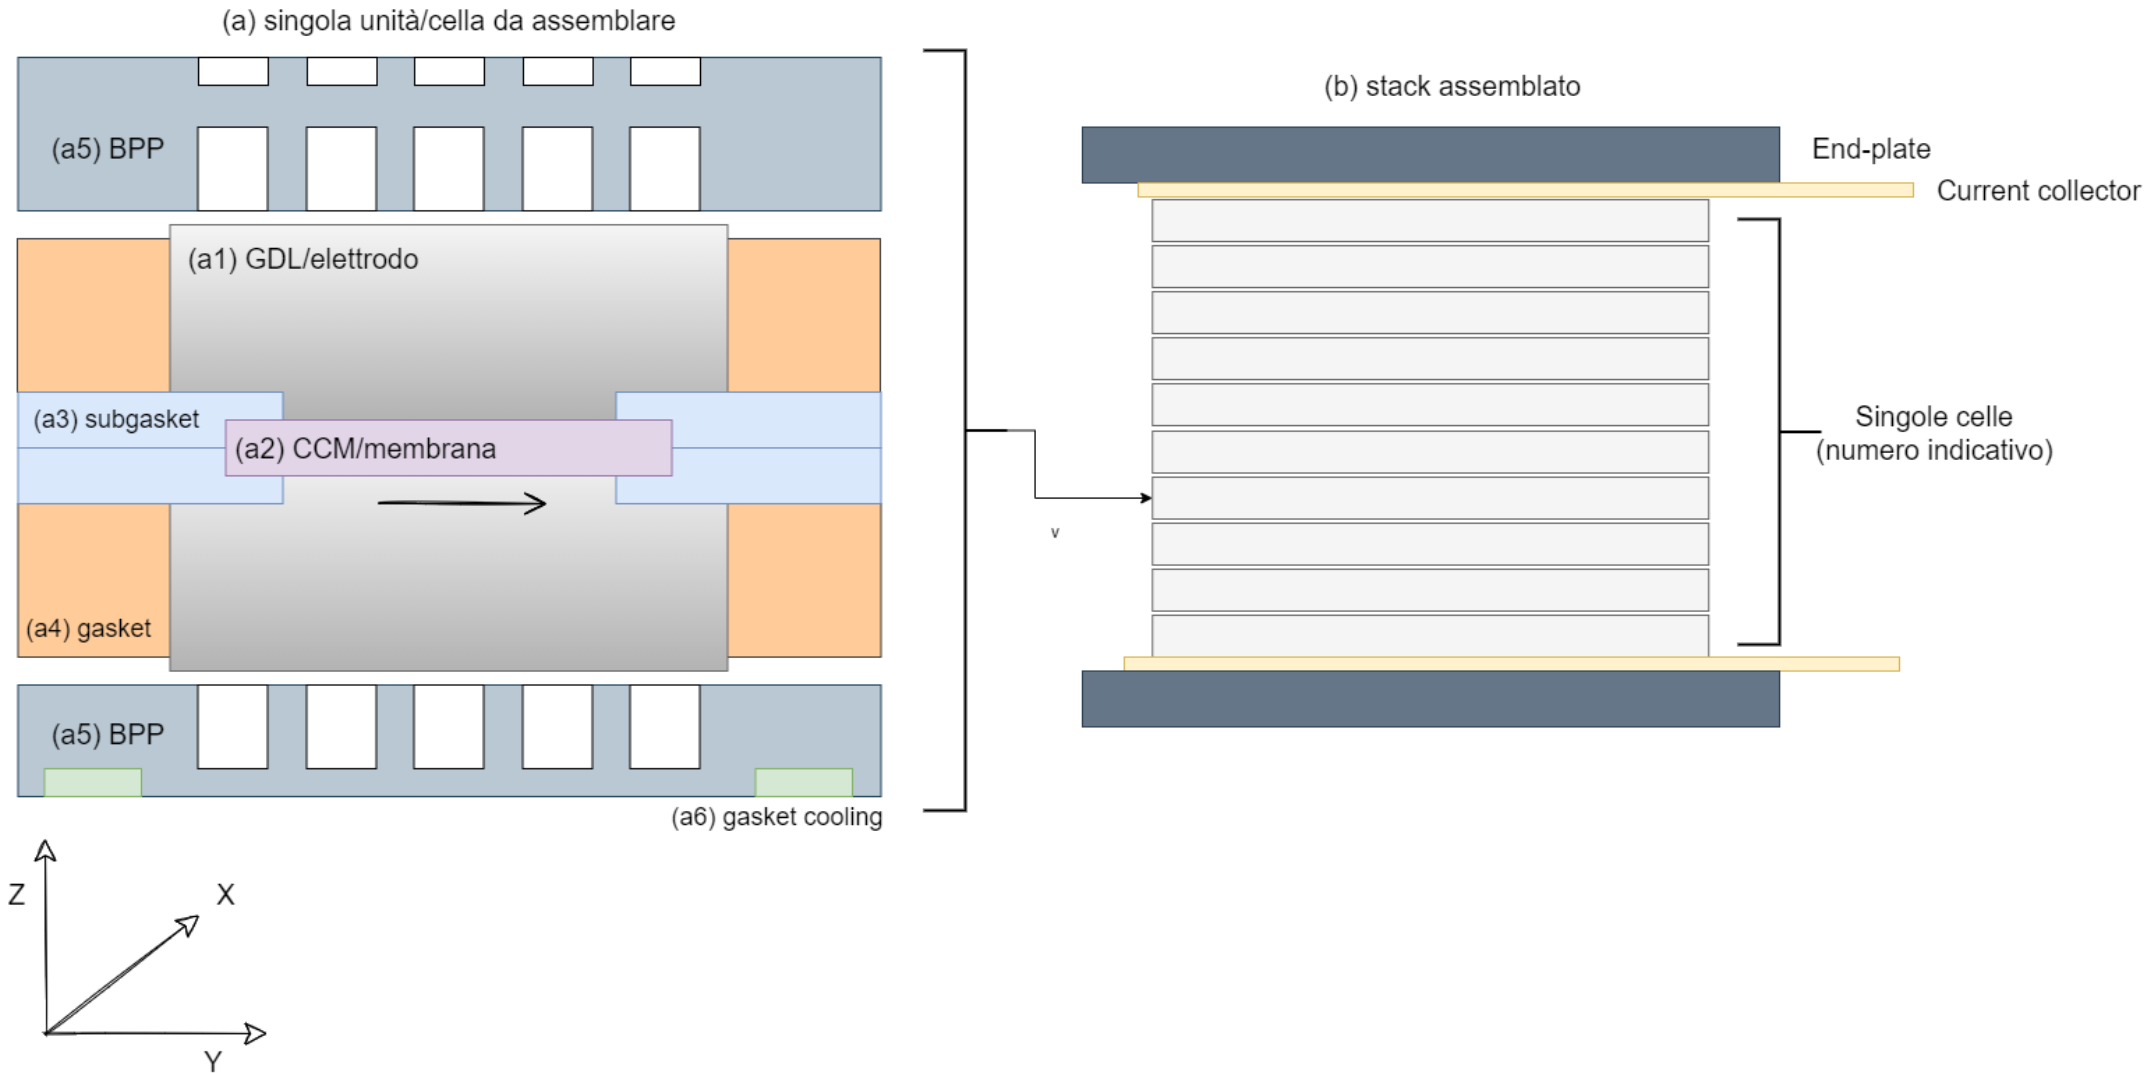 (a) singola unità/cella da assemblare
(a5) BPP
(a1) GDL/elettrodo
(a3) subgasket
(a2) CCM/membrana
(a4) gasket
(a5) BPP
(a6) gasket cooling
Z
X
Y
v
(b) stack assemblato
End-plate
Current collector
Singole celle
(numero indicativo)